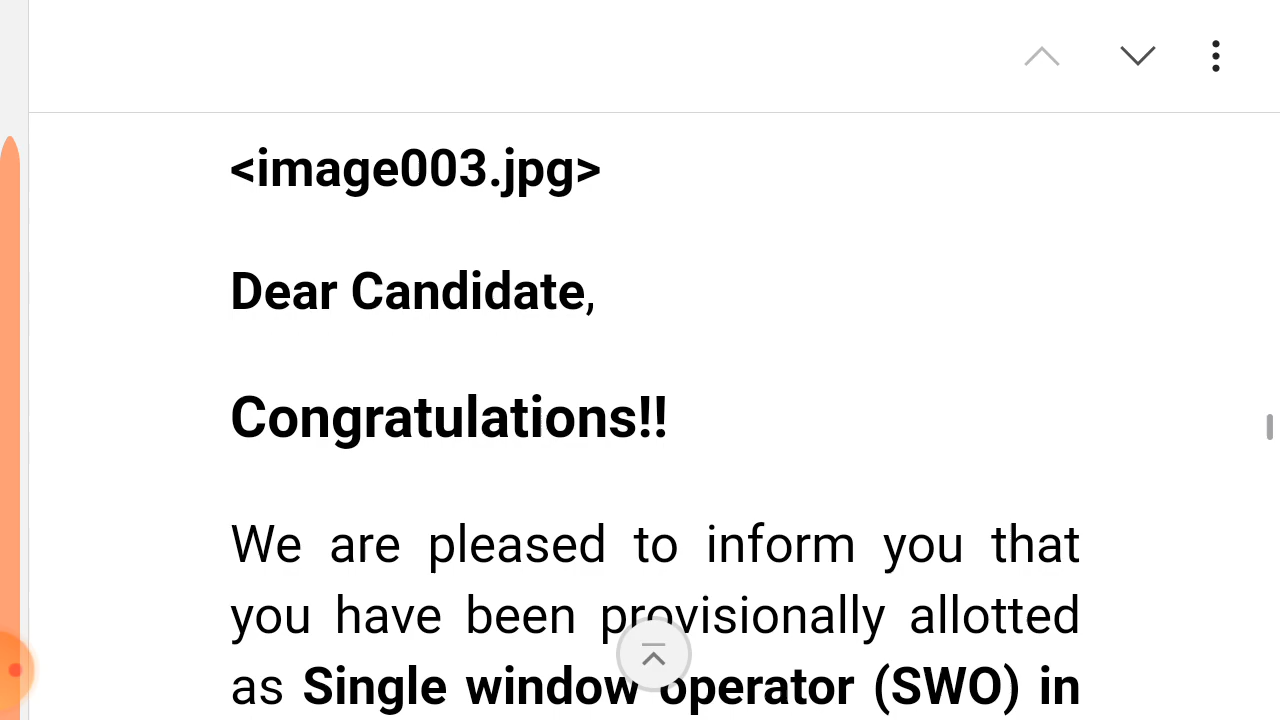 <image003.jpg>
Dear Candidate,
Congratulations!!
We are pleased to inform you that
you have been provisionally allotted
as Single window operator (SWO) in